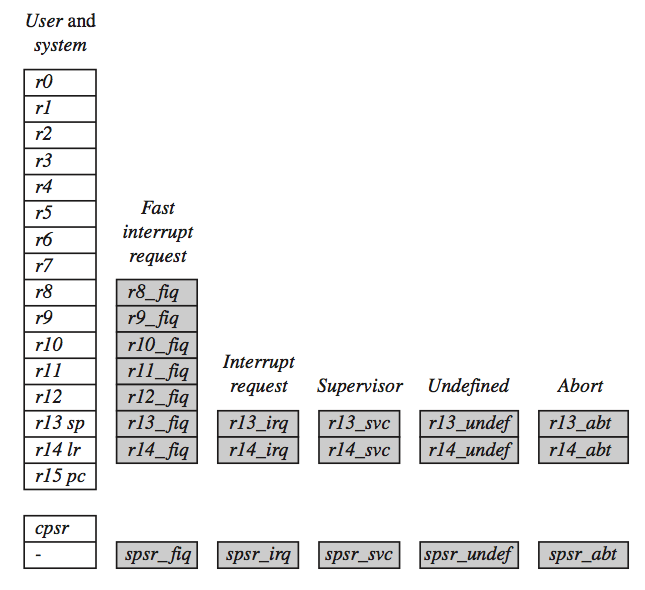 User and
system
r0
r1
r2
r3
r4
r5
r6
r7
r8
r9
r10
r11
r12
r13 sp
r14 lr
r15 pc
cpsr
-
Fast
interrupt
request
r8_fiq
r9_fiq
r10_fiq
r11_fiq
r12_fiq
r13_fiq
r14_fiq
spsr_fiq
Interrupt
request
r13_irq
r14_irq
spsr_irq
Supervisor
r13_svc
r14_svc
spsr_svc
Undefined
r13_undef
r14_undef
spsr_undef
Abort
r13_abt
r14_abt
spsr_abt